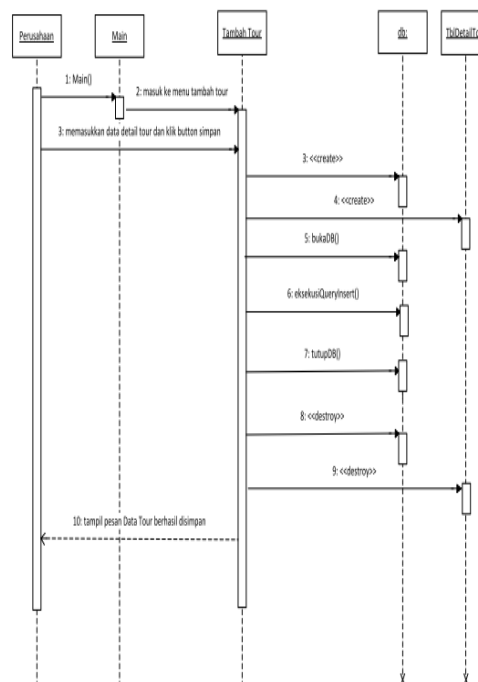 Perusahaan
Main
Tambah Tour
db:
TblDetailTo
1: Main()
2: masuk ke menu tambah tour
3: memasukkan data detail tour dan klik button simpan
3: <<create>>
4: <<create>>
5: bukaDB()
6: eksekusiQueryInsert()
7: tutupDB()
8: <<destroy>>
9: <<destroy>>
10: tampil pesan Data Tour berhasil disimpan